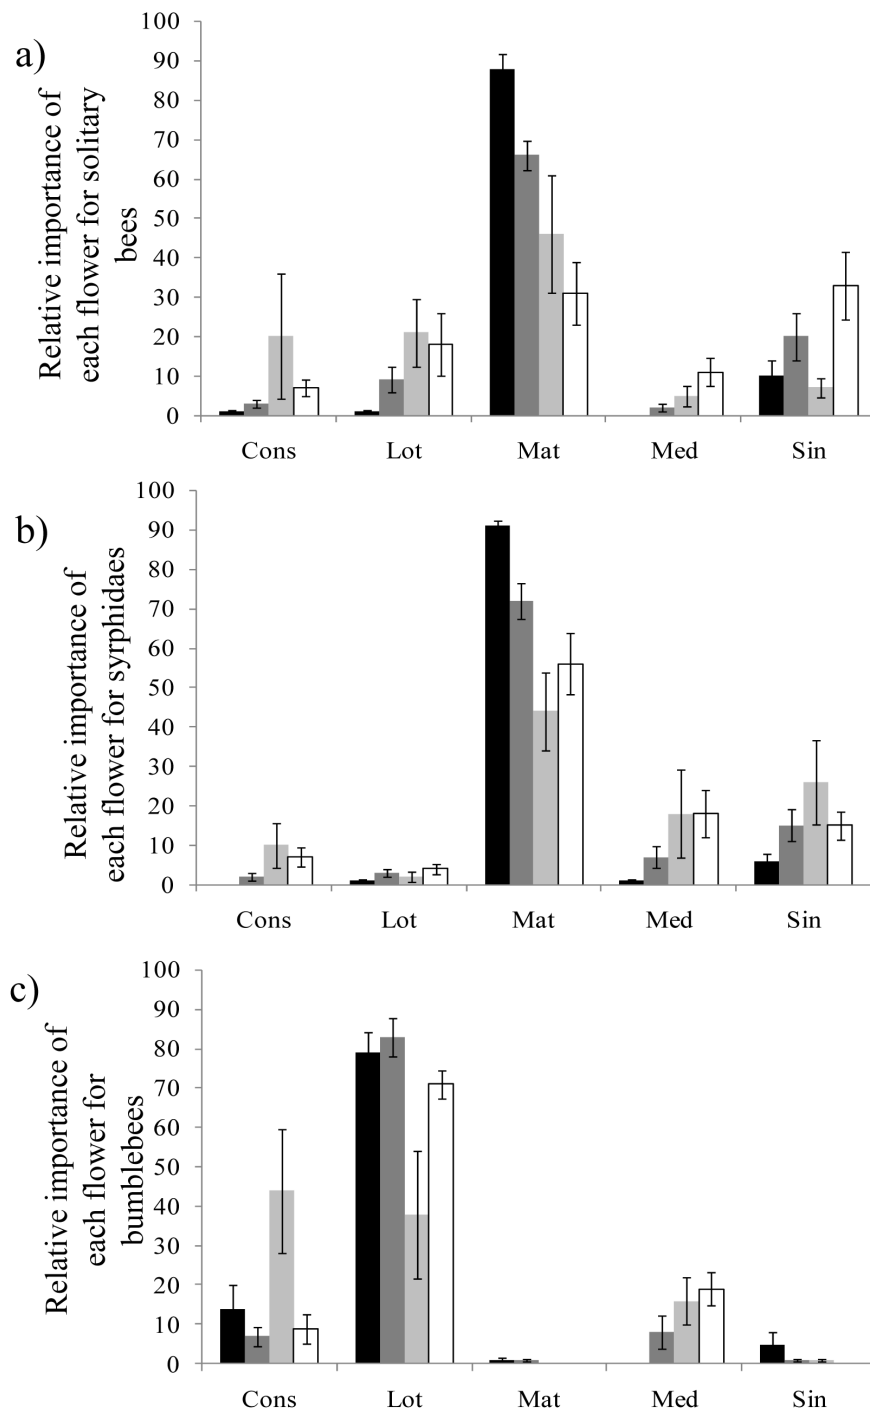 a)
Relative importance of
each flower for solitary
bees
100
90
80
70
60
50
40
30
20
10
0
Cons Lot Mat Med Sin
b)
Relative importance of
each flower for syrphidaes
100
90
80
70
60
50
40
30
20
10
0
Cons Lot Mat Med Sin
c)
Relative importance of
each flower for
bumblebees
100
90
80
70
60
50
40
30
20
10
0
Cons Lot Mat Med Sin